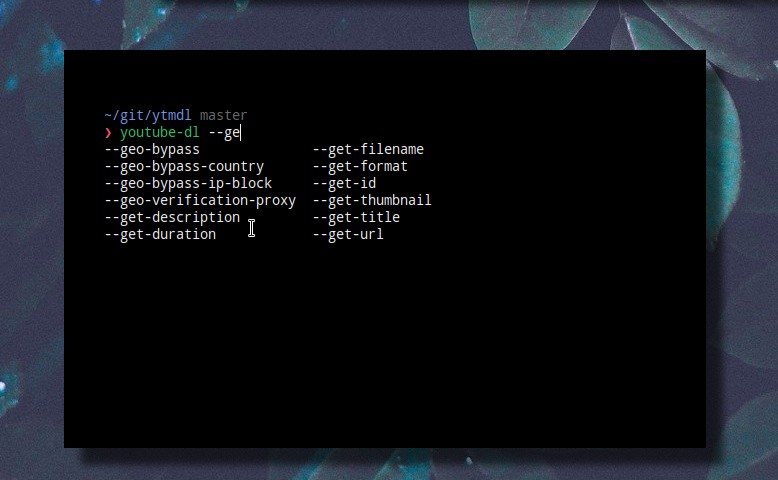 ~/git/ytmdl master
❯ youtube-dl --ge
--geo-bypass --get-filename
--geo-bypass-country --get-format
--geo-bypass-ip-block --get-id
--geo-verification-proxy --get-thumbnail
--get-description --get-title
--get-duration --get-url